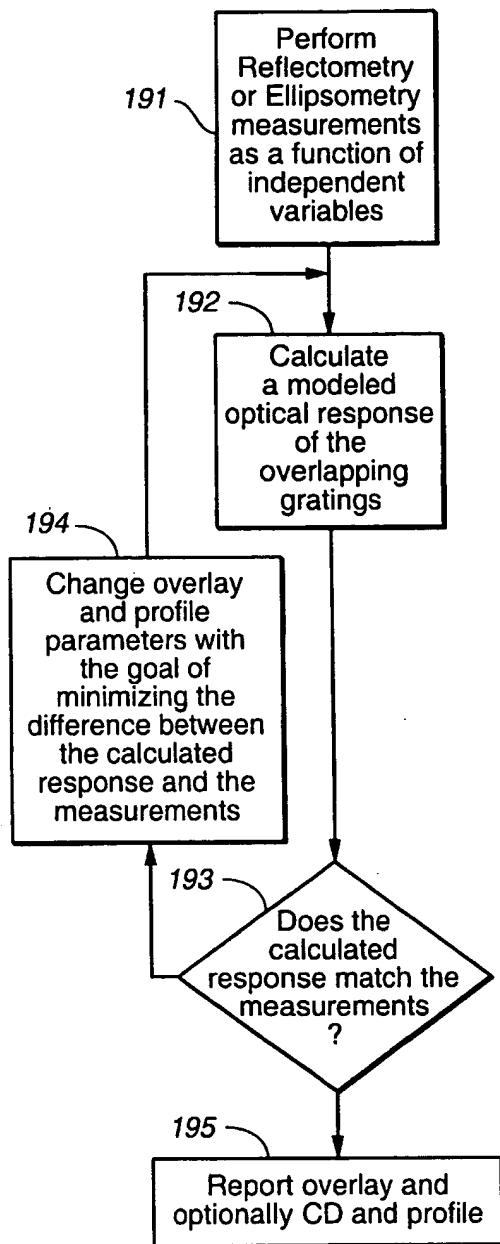 191
Perform
Reflectometry
or Ellipsometry
measurements
as a function of
independent
variables
192
Calculate
a modeled
optical response
of the
overlapping
gratings
194
Change overlay
and profile
parameters with
the goal of
minimizing the
difference between
the calculated
response and the
measurements
193
Does the
calculated
response match the
measurements
?
195
Report overlay and
optionally CD and profile